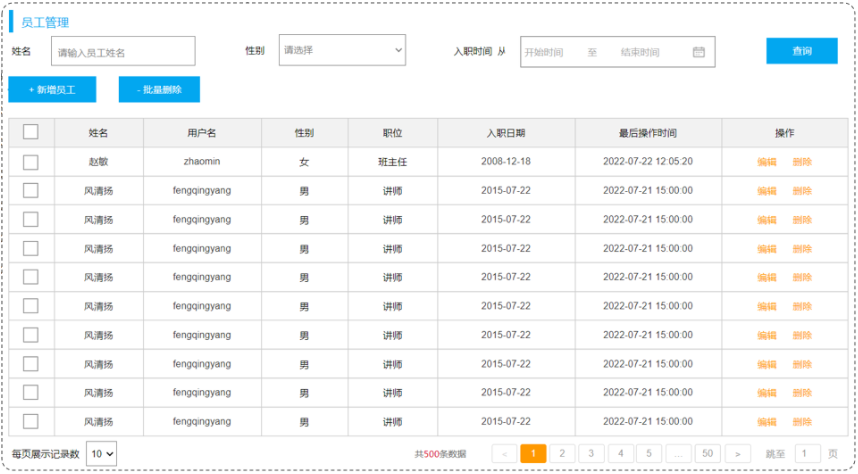 员工管理
姓名 请输入员工姓名 性别 请选择 入职时间 从 开始时间 至 结束时间 查询
+ 新增员工 - 批量删除
姓名 用户名 性别 职位 入职日期 最后操作时间 操作
赵敏 zhaomin 女 班主任 2008-12-18 2022-07-22 12:05:20 编辑 删除
风清扬 fengqingyang 男 讲师 2015-07-22 2022-07-21 15:00:00 编辑 删除
风清扬 fengqingyang 男 讲师 2015-07-22 2022-07-21 15:00:00 编辑 删除
风清扬 fengqingyang 男 讲师 2015-07-22 2022-07-21 15:00:00 编辑 删除
风清扬 fengqingyang 男 讲师 2015-07-22 2022-07-21 15:00:00 编辑 删除
风清扬 fengqingyang 男 讲师 2015-07-22 2022-07-21 15:00:00 编辑 删除
风清扬 fengqingyang 男 讲师 2015-07-22 2022-07-21 15:00:00 编辑 删除
风清扬 fengqingyang 男 讲师 2015-07-22 2022-07-21 15:00:00 编辑 删除
风清扬 fengqingyang 男 讲师 2015-07-22 2022-07-21 15:00:00 编辑 删除
风清扬 fengqingyang 男 讲师 2015-07-22 2022-07-21 15:00:00 编辑 删除
每页展示记录数 10 共500条数据 < 1 2 3 4 5 ... 50 > 跳至 1 页